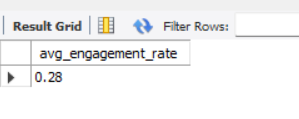 Result Grid Filter Rows:
avg_engagement_rate
0.28